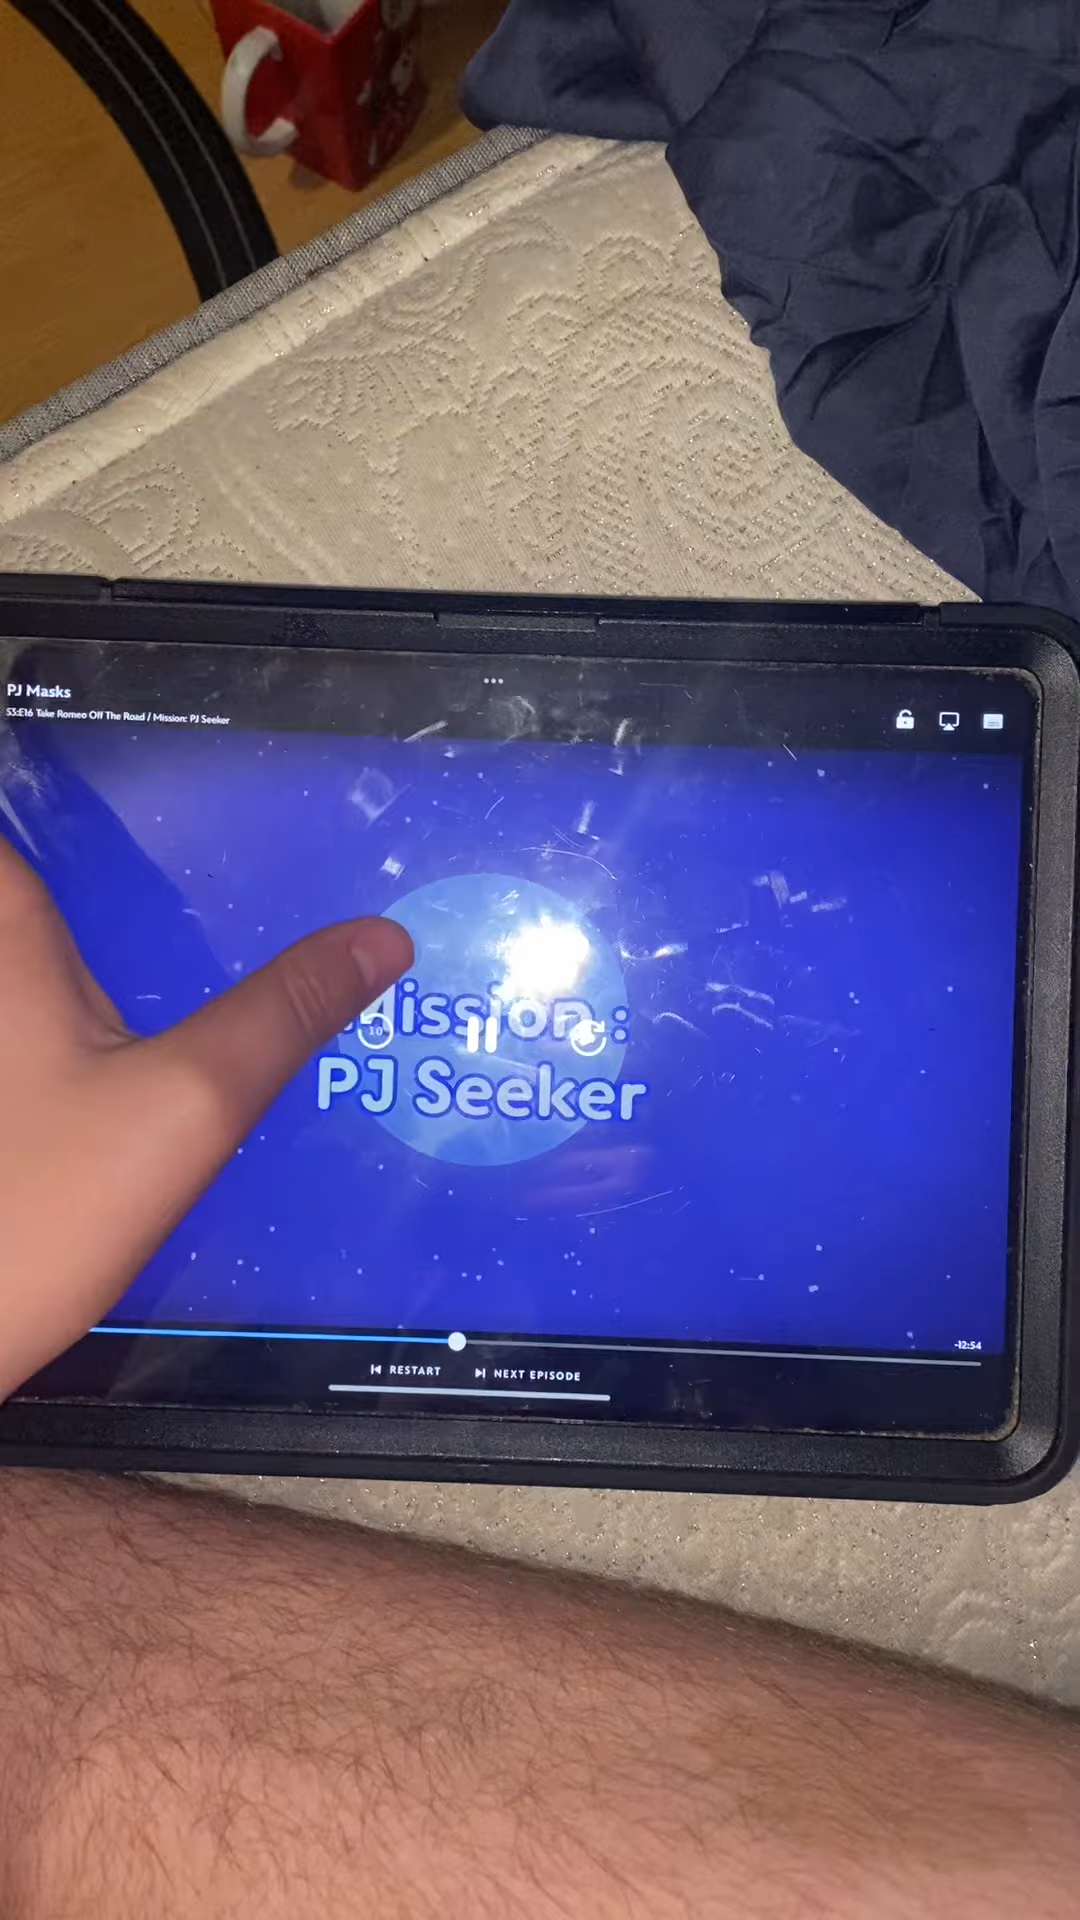 PJ Masks
S3:E16 Take Romeo Off The Road / Mission: PJ Seeker
Mission:
10
PJ Seeker
-12:54
RESTART
NEXT EPISODE